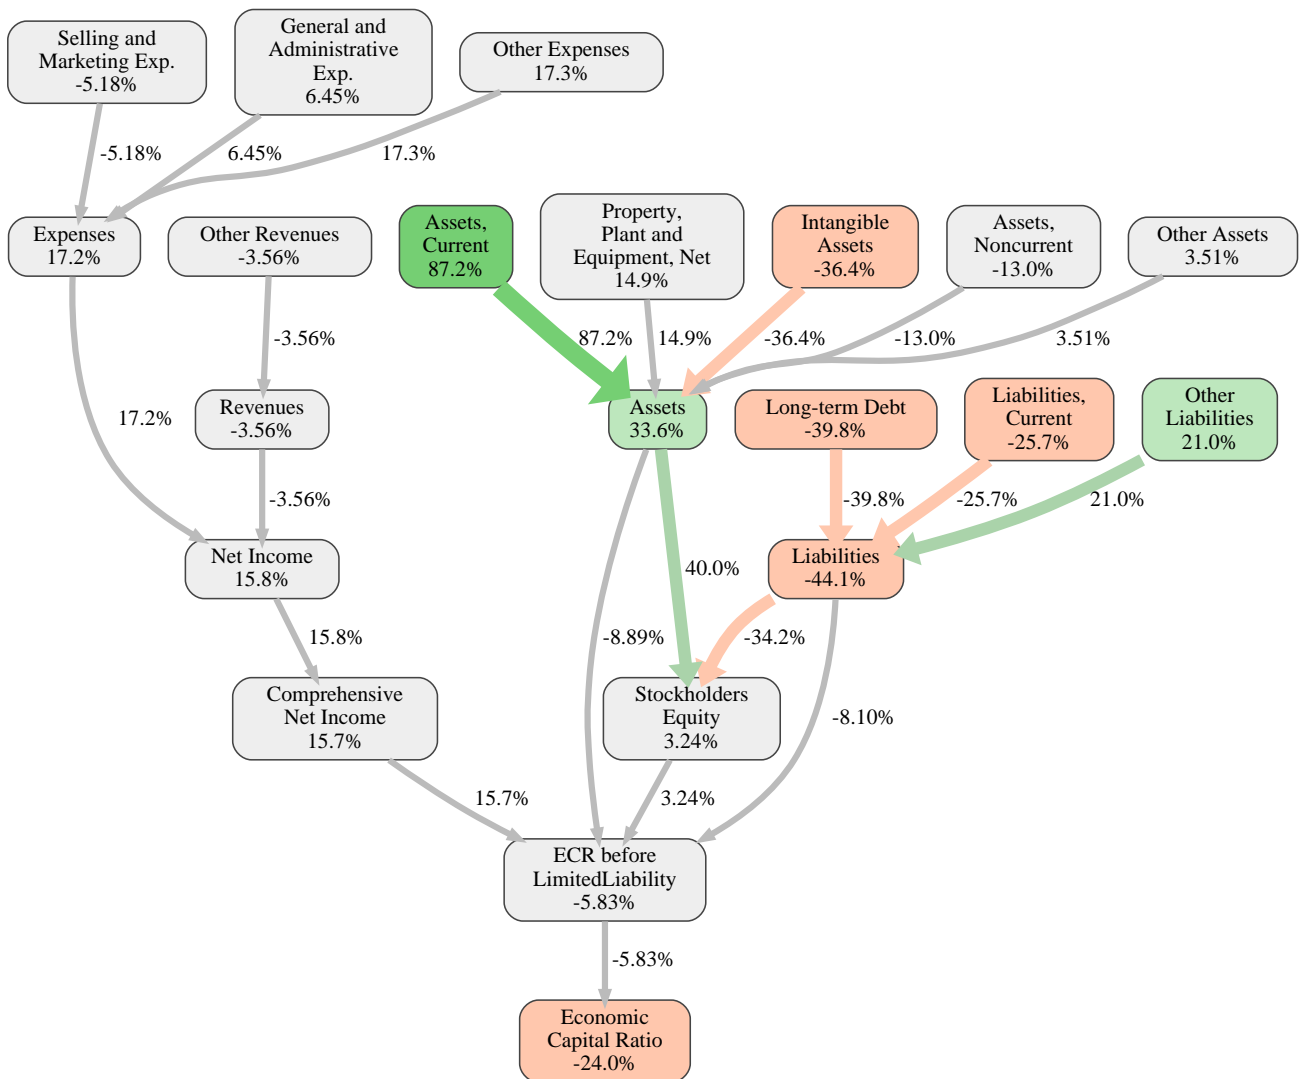 Selling and
Marketing Exp.
-5.18%
General and
Administrative
Exp.
6.45%
Other Expenses
17.3%
-5.18%
6.45%
17.3%
Expenses
17.2%
Other Revenues
-3.56%
Assets,
Current
87.2%
Property,
Plant and
Equipment, Net
14.9%
Intangible
Assets
-36.4%
Assets,
Noncurrent
-13.0%
Other Assets
3.51%
-3.56%
87.2%
14.9%
-36.4%
-13.0%
3.51%
17.2%
Revenues
-3.56%
Assets
33.6%
Long-term Debt
-39.8%
Liabilities,
Current
-25.7%
Other
Liabilities
21.0%
-3.56%
-39.8%
-25.7%
21.0%
Net Income
15.8%
40.0%
Liabilities
-44.1%
15.8%
-8.89%
-34.2%
Comprehensive
Net Income
15.7%
Stockholders
Equity
3.24%
-8.10%
15.7%
3.24%
ECR before
LimitedLiability
-5.83%
-5.83%
Economic
Capital Ratio
-24.0%